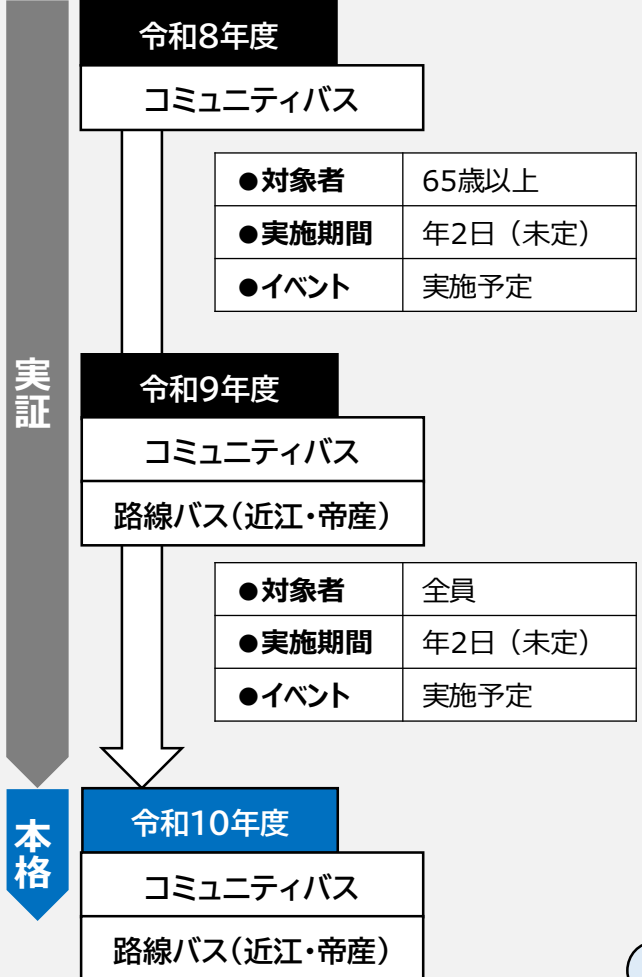 令和8年度
コミュニティバス
●対象者 65歳以上
●実施期間 年2日（未定）
●イベント 実施予定
実証
令和9年度
コミュニティバス
路線バス（近江・帝産）
●対象者 全員
●実施期間 年2日（未定）
●イベント 実施予定
本格
令和10年度
コミュニティバス
路線バス（近江・帝産）